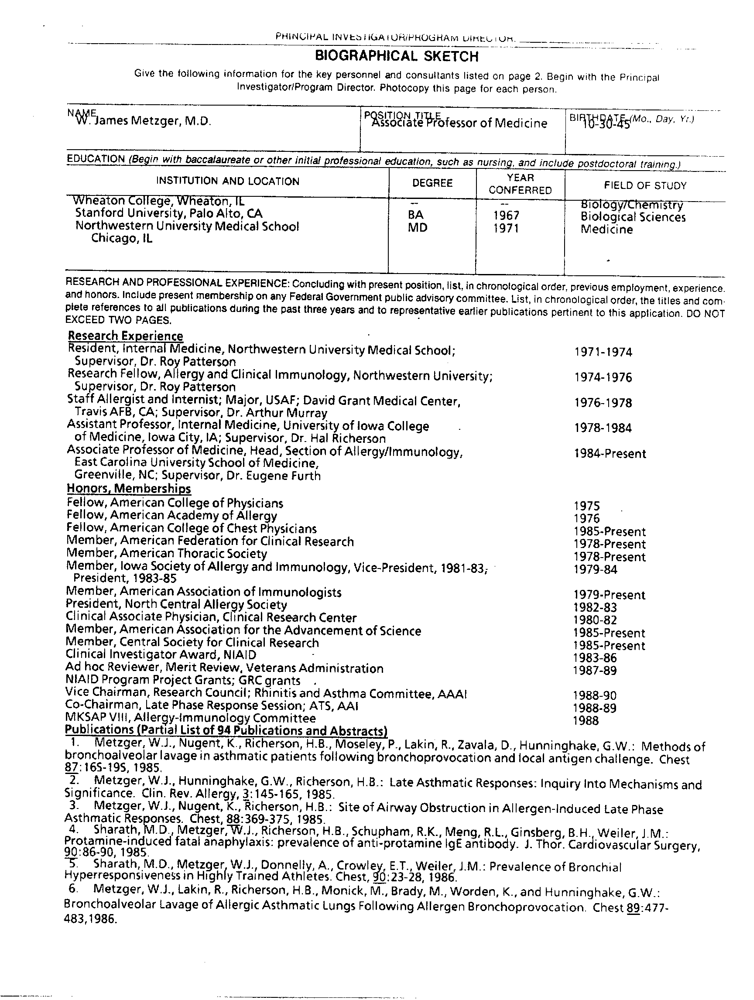 PRINCIPAL INVESTIGATOR/PROGRAM DIRECTOR:
BIOGRAPHICAL SKETCH
Give the following information for the key personnel and consultants listed on page 2. Begin with the Principal
Investigator/Program Director. Photocopy this page for each person.
NAME POSITION TITLE BIRTHDATE (Mo., Day, Yr.)
W. James Metzger, M.D. Associate Professor of Medicine 10-30-45
EDUCATION (Begin with baccalaureate or other initial professional education, such as nursing, and include postdoctoral training.)
INSTITUTION AND LOCATION DEGREE YEAR CONFERRED FIELD OF STUDY
Wheaton College, Wheaton, IL -- -- Biology/Chemistry
Stanford University, Palo Alto, CA BA 1967 Biological Sciences
Northwestern University Medical School MD 1971 Medicine
Chicago, IL
RESEARCH AND PROFESSIONAL EXPERIENCE: Concluding with present position, list, in chronological order, previous employment, experience,
and honors. Include present membership on any Federal Government public advisory committee. List, in chronological order, the titles and com-
plete references to all publications during the past three years and to representative earlier publications pertinent to this application. DO NOT
EXCEED TWO PAGES.
Research Experience
Resident, Internal Medicine, Northwestern University Medical School; 1971-1974
Supervisor, Dr. Roy Patterson
Research Fellow, Allergy and Clinical Immunology, Northwestern University; 1974-1976
Supervisor, Dr. Roy Patterson
Staff Allergist and Internist; Major, USAF; David Grant Medical Center, 1976-1978
Travis AFB, CA; Supervisor, Dr. Arthur Murray
Assistant Professor, Internal Medicine, University of Iowa College 1978-1984
of Medicine, Iowa City, IA; Supervisor, Dr. Hal Richerson
Associate Professor of Medicine, Head, Section of Allergy/Immunology, 1984-Present
East Carolina University School of Medicine,
Greenville, NC; Supervisor, Dr. Eugene Furth
Honors, Memberships
Fellow, American College of Physicians 1975
Fellow, American Academy of Allergy 1976
Fellow, American College of Chest Physicians 1985-Present
Member, American Federation for Clinical Research 1978-Present
Member, American Thoracic Society 1978-Present
Member, Iowa Society of Allergy and Immunology, Vice-President, 1981-83; 1979-84
President, 1983-85
Member, American Association of Immunologists 1979-Present
President, North Central Allergy Society 1982-83
Clinical Associate Physician, Clinical Research Center 1980-82
Member, American Association for the Advancement of Science 1985-Present
Member, Central Society for Clinical Research 1985-Present
Clinical Investigator Award, NIAID 1983-86
Ad hoc Reviewer, Merit Review, Veterans Administration 1987-89
NIAID Program Project Grants; GRC grants
Vice Chairman, Research Council; Rhinitis and Asthma Committee, AAAI 1988-90
Co-Chairman, Late Phase Response Session; ATS, AAI 1988-89
MKSAP VIII, Allergy-Immunology Committee 1988
Publications (Partial List of 94 Publications and Abstracts)
1. Metzger, W.J., Nugent, K., Richerson, H.B., Moseley, P., Lakin, R., Zavala, D., Hunninghake, G.W.: Methods of
bronchoalveolar lavage in asthmatic patients following bronchoprovocation and local antigen challenge. Chest
87:16S-19S, 1985.
2. Metzger, W.J., Hunninghake, G.W., Richerson, H.B.: Late Asthmatic Responses: Inquiry Into Mechanisms and
Significance. Clin. Rev. Allergy, 3:145-165, 1985.
3. Metzger, W.J., Nugent, K., Richerson, H.B.: Site of Airway Obstruction in Allergen-Induced Late Phase
Asthmatic Responses. Chest, 88:369-375, 1985.
4. Sharath, M.D., Metzger, W.J., Richerson, H.B., Schupham, R.K., Meng, R.L., Ginsberg, B.H., Weiler, J.M.:
Protamine-induced fatal anaphylaxis: prevalence of anti-protamine IgE antibody. J. Thor. Cardiovascular Surgery,
90:86-90, 1985.
5. Sharath, M.D., Metzger, W.J., Donnelly, A., Crowley, E.T., Weiler, J.M.: Prevalence of Bronchial
Hyperresponsiveness in Highly Trained Athletes. Chest, 90:23-28, 1986.
6. Metzger, W.J., Lakin, R., Richerson, H.B., Monick, M., Brady, M., Worden, K., and Hunninghake, G.W.:
Bronchoalveolar Lavage of Allergic Asthmatic Lungs Following Allergen Bronchoprovocation. Chest 89:477-
483,1986.